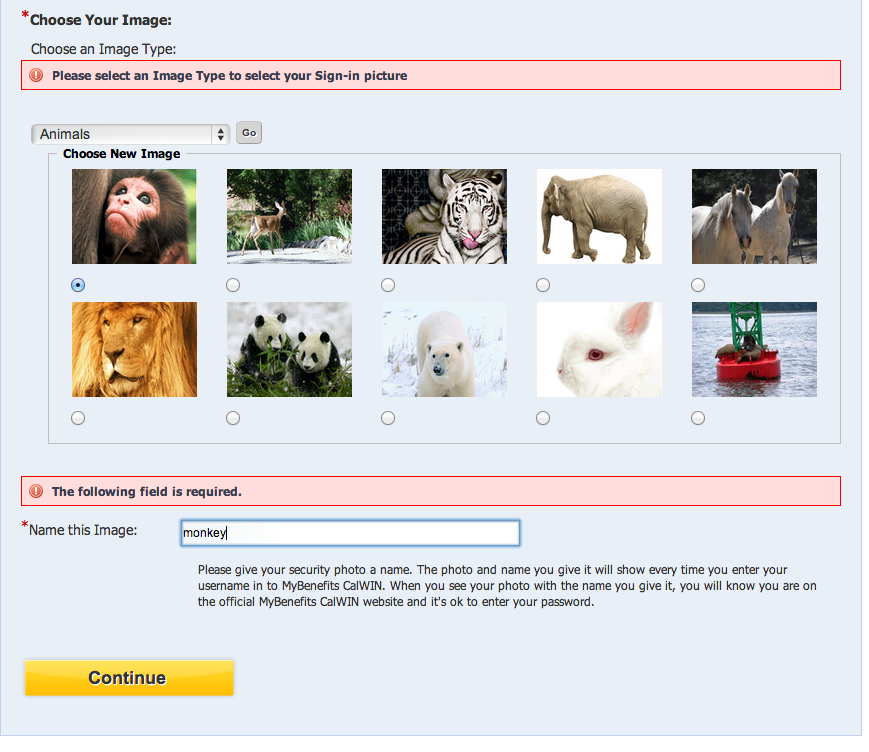 *Choose Your Image:
Choose an Image Type:
Please select an Image Type to select your Sign-in picture
Animals Go
Choose New Image
The following field is required.
*Name this Image: monkey
Please give your security photo a name. The photo and name you give it will show every time you enter your
username in to MyBenefits CalWIN. When you see your photo with the name you give it, you will know you are on
the official MyBenefits CalWIN website and it's ok to enter your password.
Continue